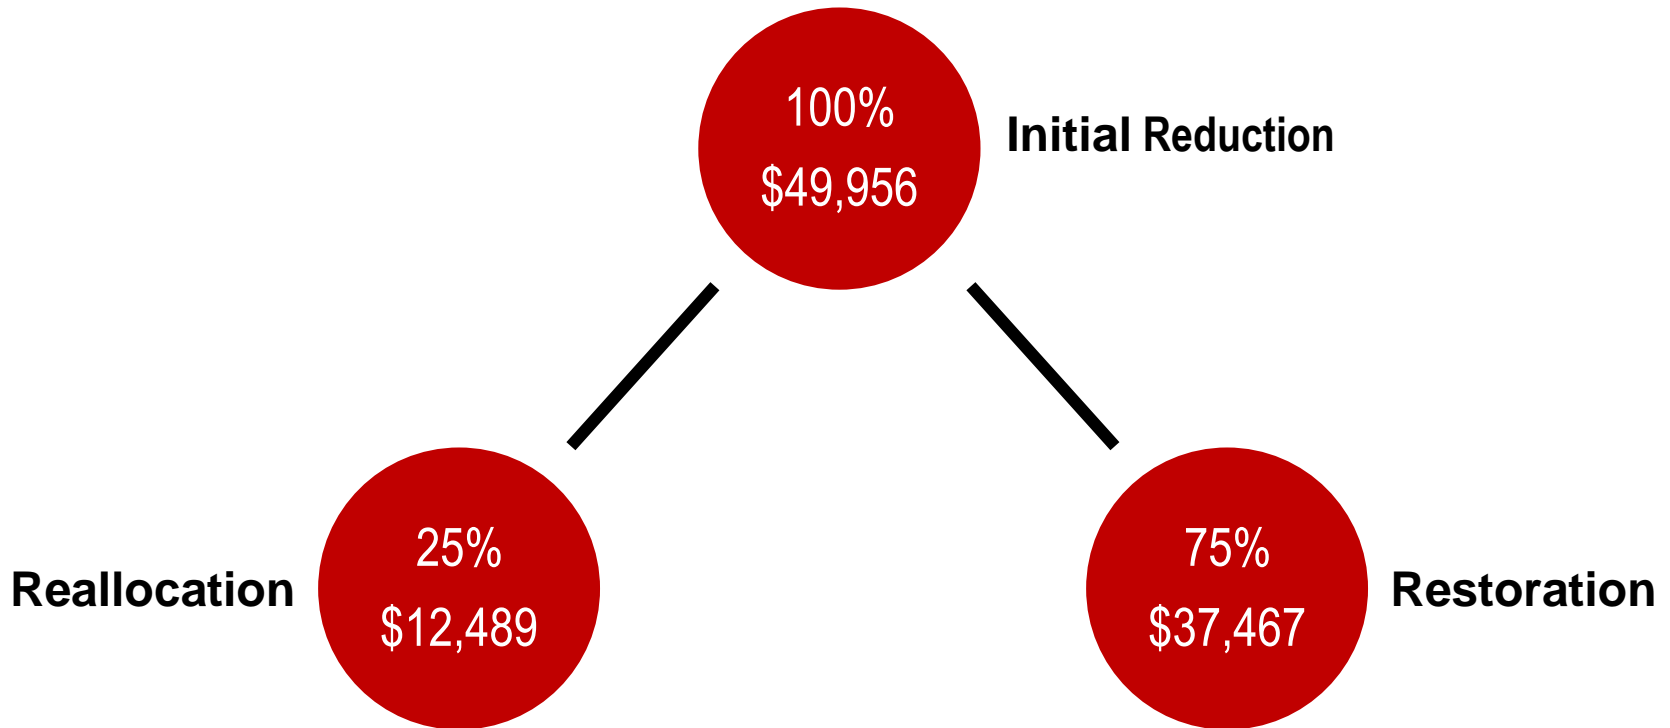 100%
$49,956
Initial Reduction
25%
$12,489
Reallocation
75%
$37,467
Restoration